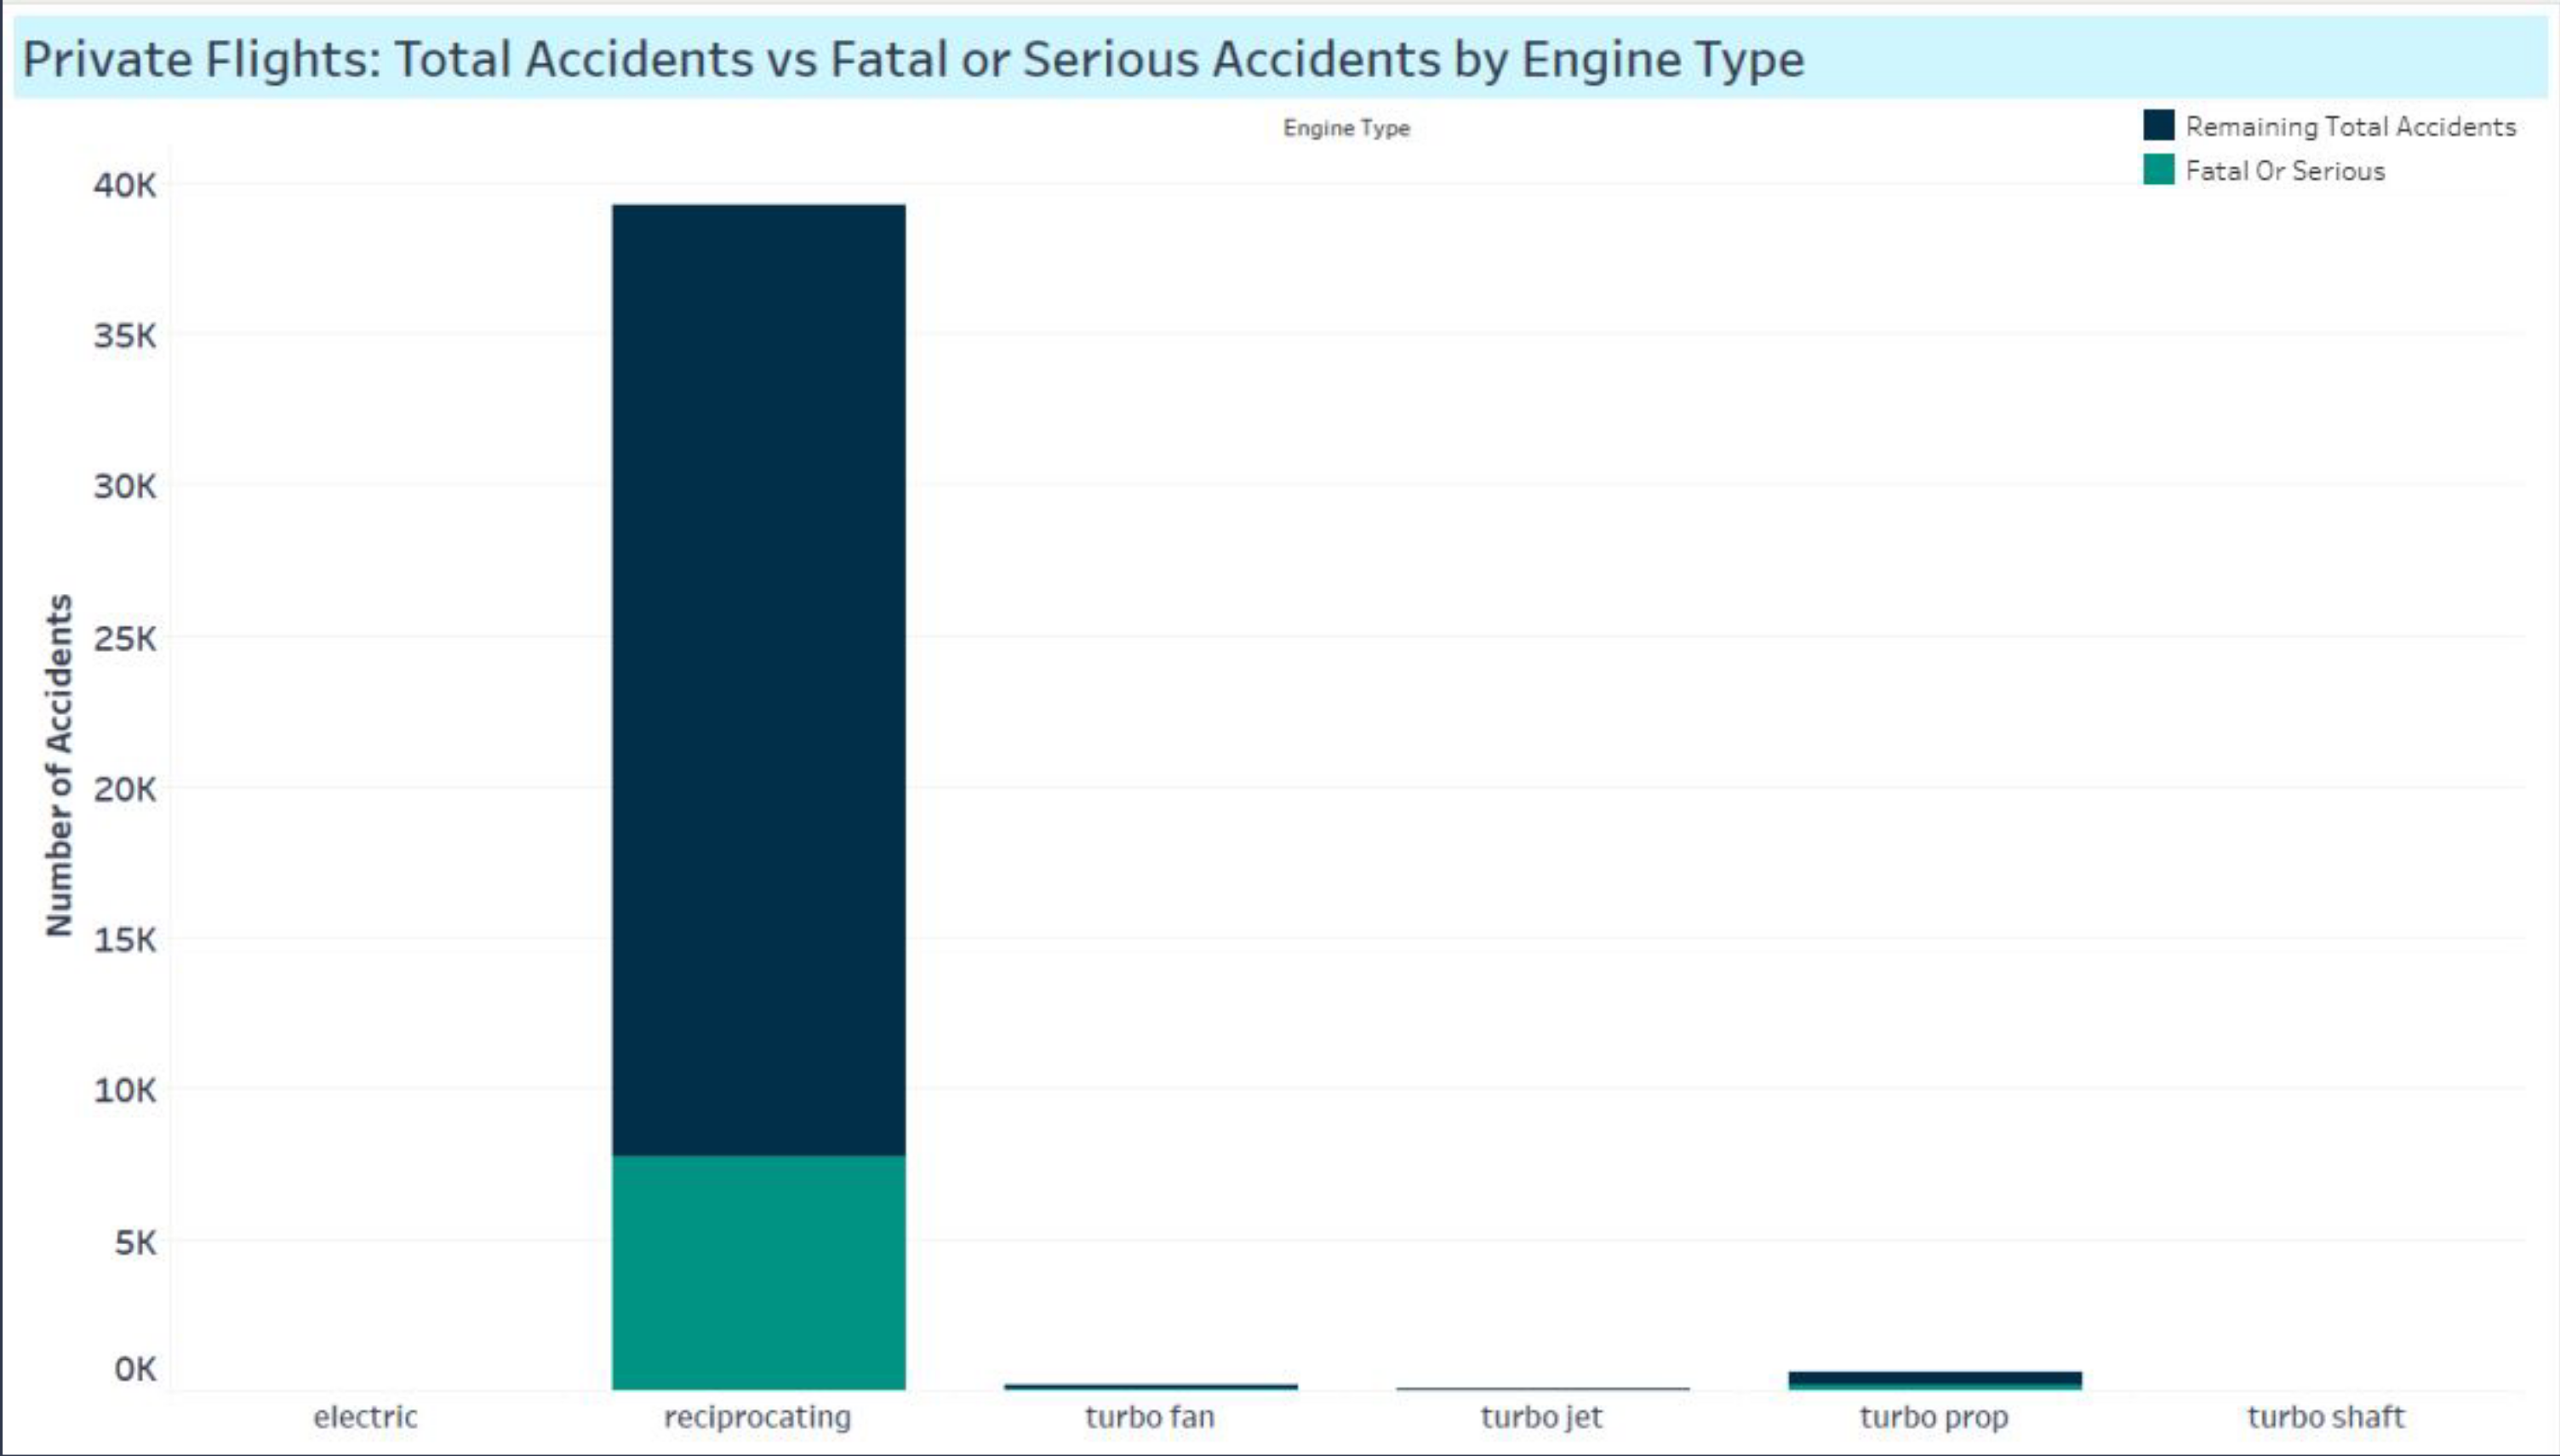 Private Flights: Total Accidents vs Fatal or Serious Accidents by Engine Type
Engine Type
Remaining Total Accidents
Fatal Or Serious
40K
35K
30K
25K
20K
15K
10K
5K
0K
Number of Accidents
electric
reciprocating
turbo fan
turbo jet
turbo prop
turbo shaft